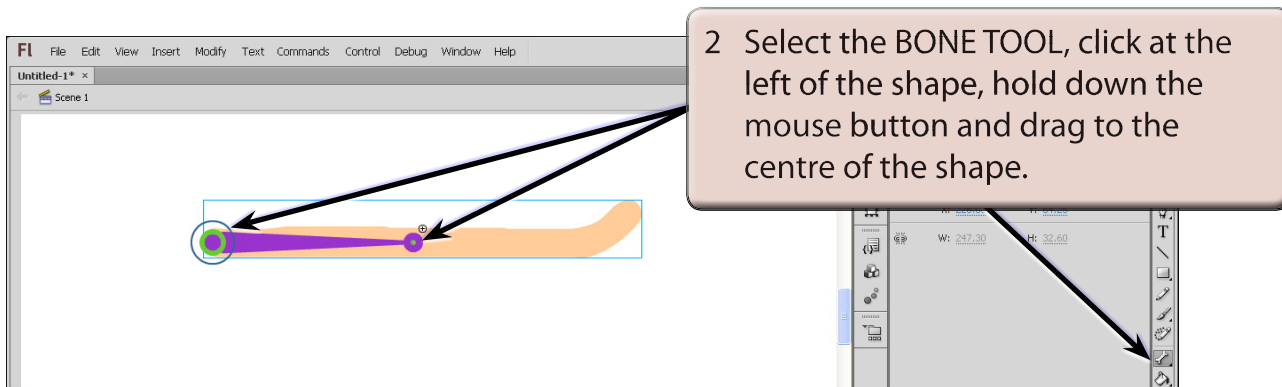 2 Select the BONE TOOL, click at the
left of the shape, hold down the
mouse button and drag to the
centre of the shape.
Fl File Edit View Insert Modify Text Commands Control Debug Window Help
Untitled-1* ×
Scene 1
W: 247.30 H: 32.60
T